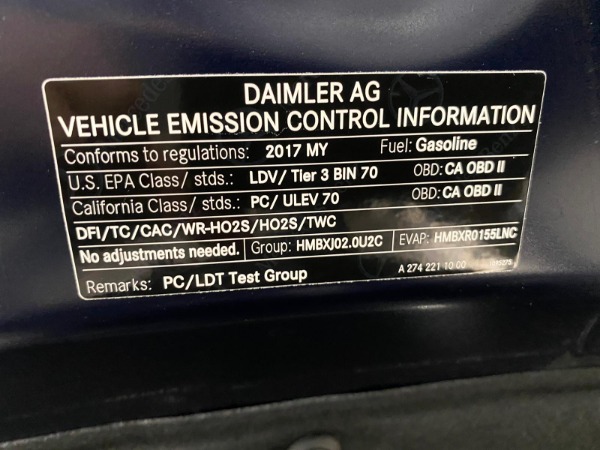 DAIMLER AG
VEHICLE EMISSION CONTROL INFORMATION
Conforms to regulations: 2017 MY Fuel: Gasoline
U.S. EPA Class/ stds.: LDV/ Tier 3 BIN 70 OBD: CA OBD II
California Class/ stds.: PC/ ULEV 70 OBD: CA OBD II
DFI/TC/CAC/WR-HO2S/HO2S/TWC
No adjustments needed. Group: HMBXJ02.0U2C EVAP: HMBXR0155LNC
Remarks: PC/LDT Test Group A 274 221 10 00